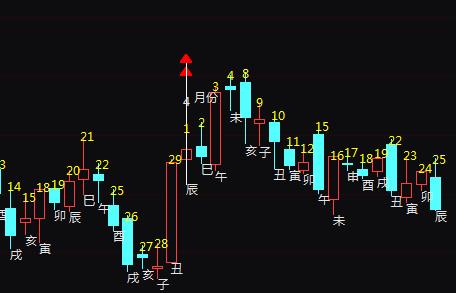 3
酉
14
戌
15
亥
18
寅
19
卯
20
辰
21
巳
22
午
25
酉
26
戌
27
亥
28
子
29
丑
4 月份
1
辰
2
巳
3
午
4
未
8
亥
9
子
10
丑
11
寅
12
卯
15
午
16
未
17
申
18
酉
19
戌
22
丑
23
寅
24
卯
25
辰